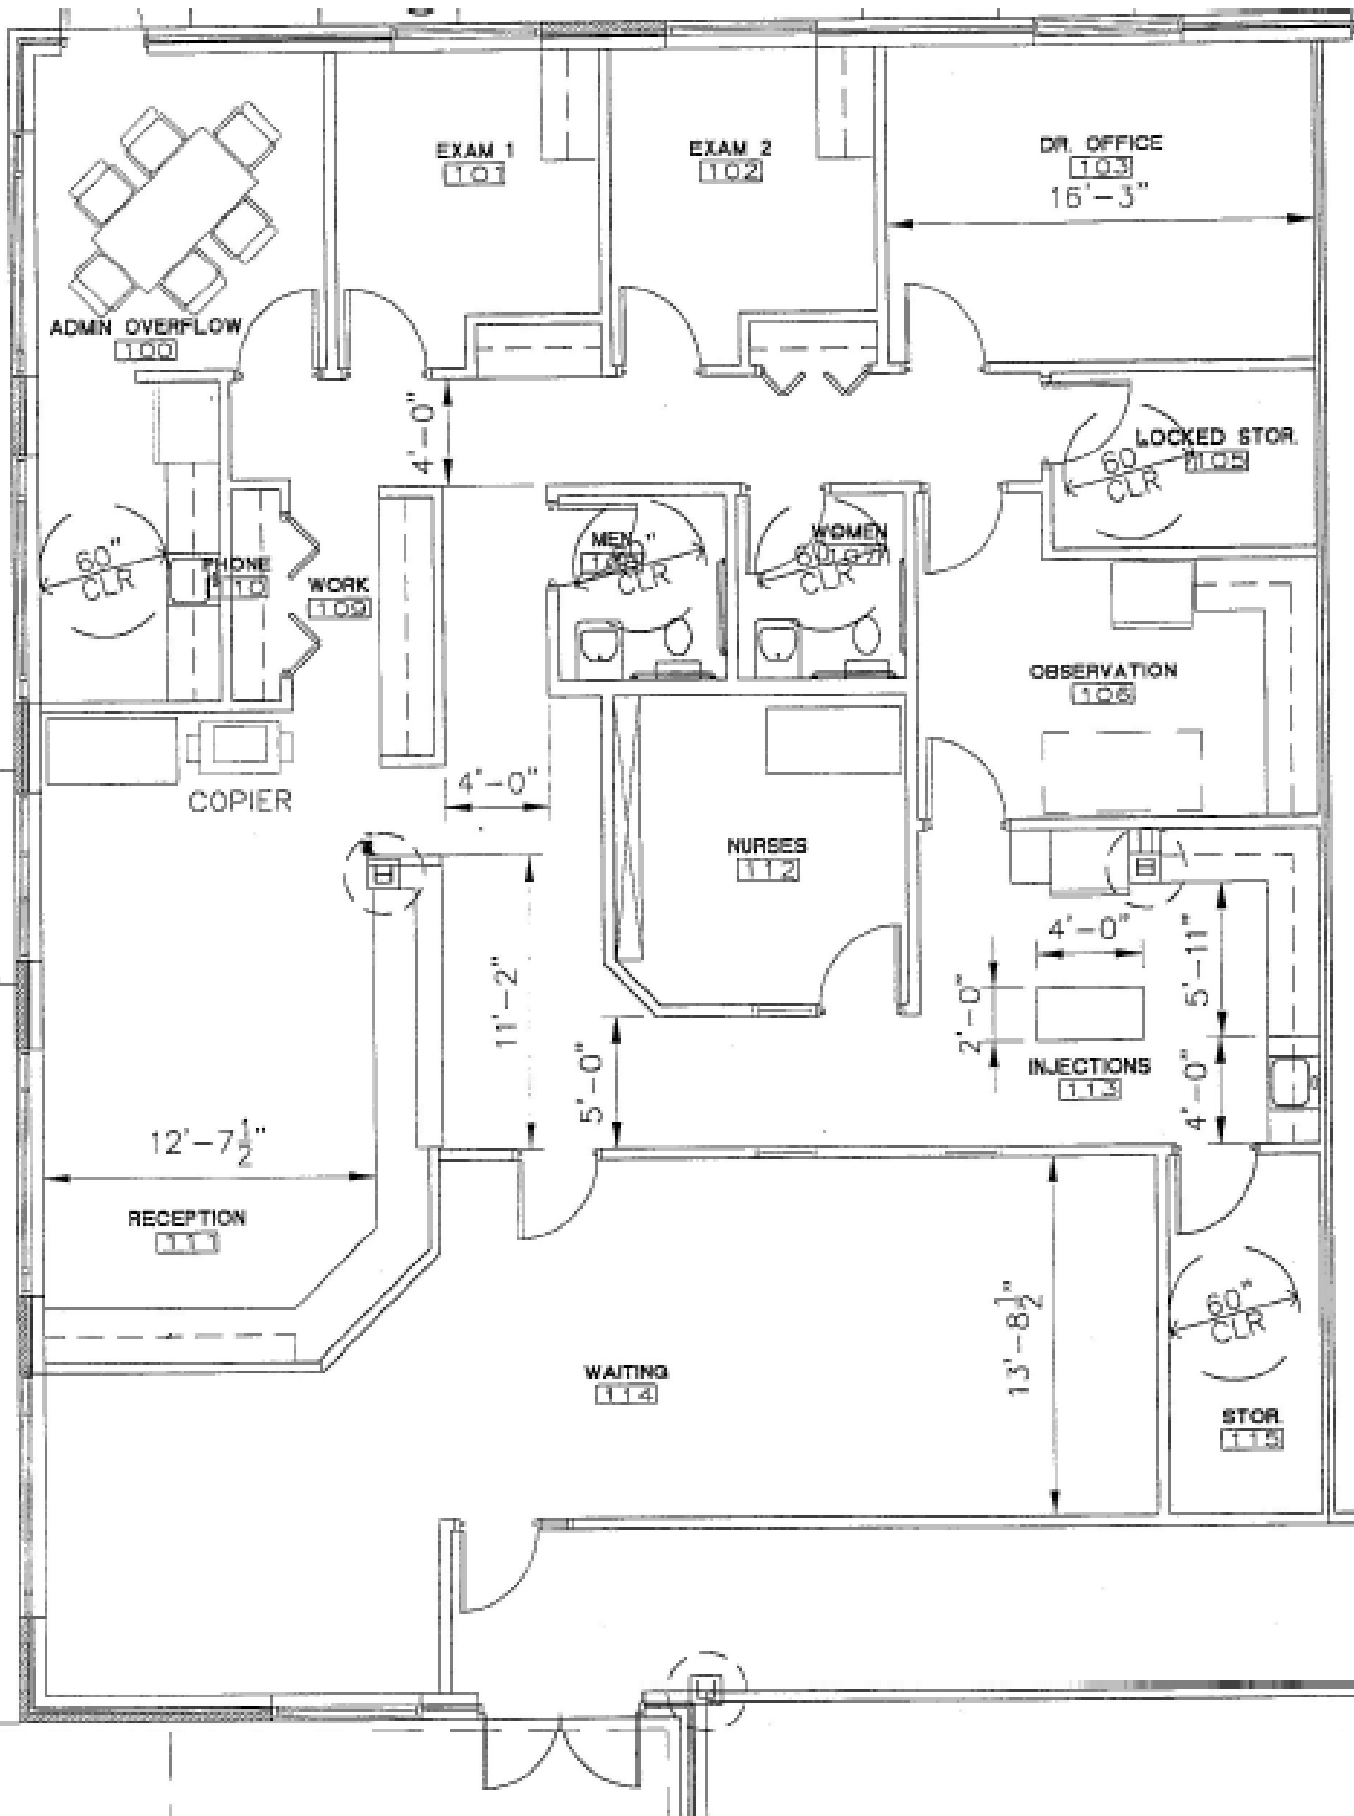 EXAM 1
101
EXAM 2
102
DR. OFFICE
103
16'-3"
ADMIN OVERFLOW
100
4'-0"
LOCKED STOR.
105
60"
CLR
60"
CLR
PHONE
110
WORK
109
MEN
CLR
WOMEN
107
60"
CLR
OBSERVATION
106
COPIER
4'-0"
NURSES
112
11'-2"
5'-0"
4'-0"
2'-0"
5'-11"
4'-0"
INJECTIONS
113
12'-7 1/2"
RECEPTION
111
WAITING
114
13'-8 1/2"
60"
CLR
STOR.
115